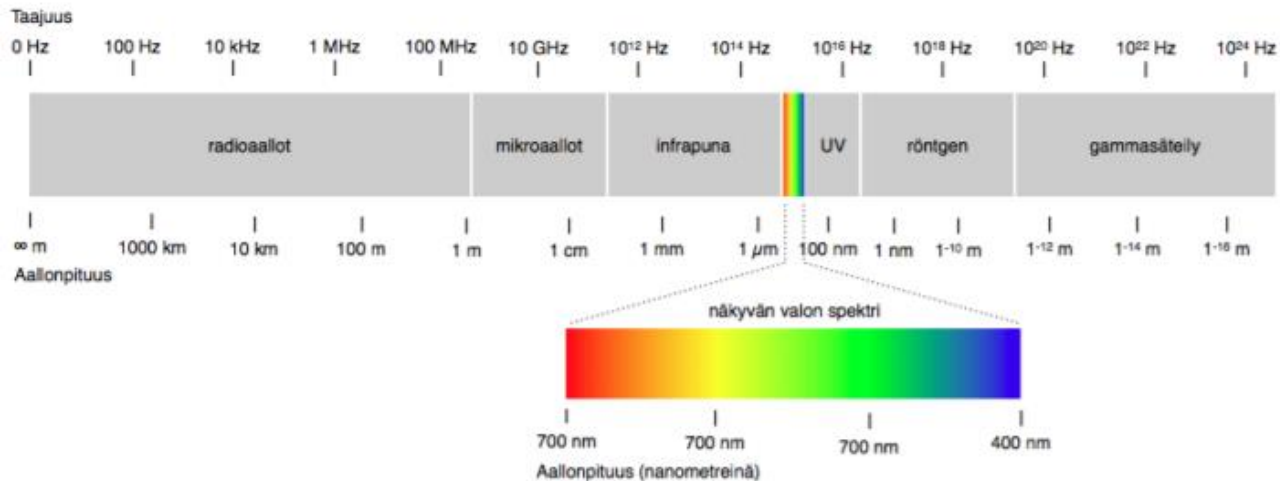 Taajuus
0 Hz 100 Hz 10 kHz 1 MHz 100 MHz 10 GHz 10¹² Hz 10¹⁴ Hz 10¹⁶ Hz 10¹⁸ Hz 10²⁰ Hz 10²² Hz 10²⁴ Hz
radioaallot mikroaallot infrapuna UV röntgen gammasäteily
∞ m 1000 km 10 km 100 m 1 m 1 cm 1 mm 1 µm 100 nm 1 nm 1⁻¹⁰ m 1⁻¹² m 1⁻¹⁴ m 1⁻¹⁶ m
Aallonpituus
näkyvän valon spektri
700 nm 700 nm 700 nm 400 nm
Aallonpituus (nanometreinä)